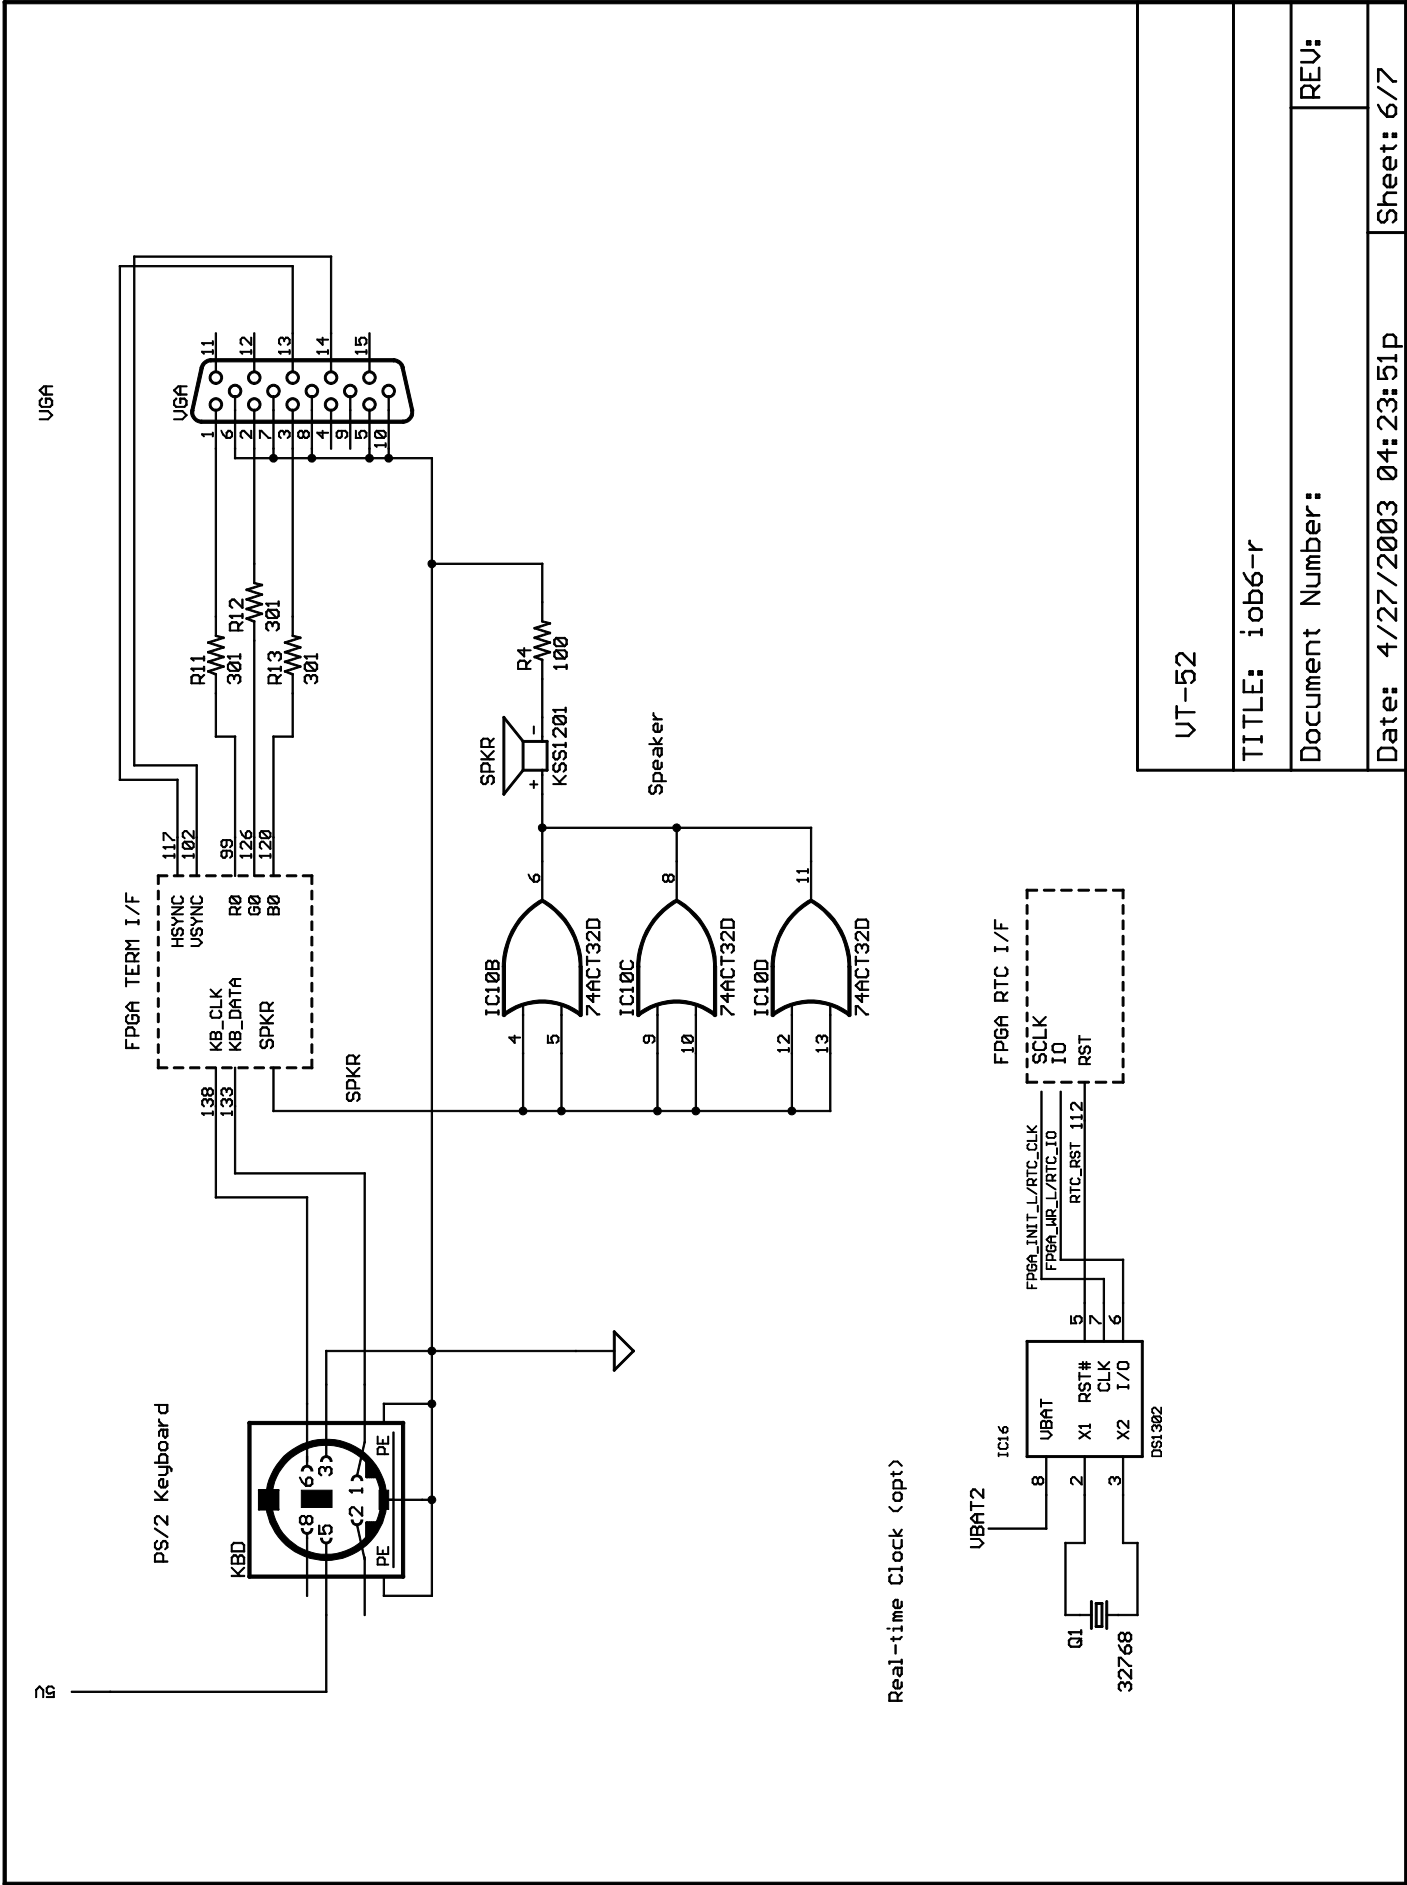 VGA
PS/2 Keyboard
5V
FPGA TERM I/F
VGA
KBD
HSYNC
VSYNC
R0
G0
B0
KB_CLK
KB_DATA
SPKR
117
102
99
126
120
138
133
SPKR
R11
301
R12
301
R13
301
1
6
2
7
3
8
4
9
5
10
11
12
13
14
15
8
6
5
3
2
1
PE
PE
SPKR
+
-
KSS1201
R4
100
Speaker
IC10B
4
5
6
74ACT32D
IC10C
9
10
8
74ACT32D
IC10D
12
13
11
74ACT32D
Real-time Clock (opt)
VBAT2
Q1
32768
IC16
VBAT
X1
X2
RST#
CLK
I/O
8
2
3
5
7
6
DS1302
FPGA_INIT_L/RTC_CLK
FPGA_WR_L/RTC_IO
RTC_RST
112
FPGA RTC I/F
SCLK
IO
RST
VT-52
TITLE: iob6-r
Document Number:
REV:
Date: 4/27/2003 04:23:51p
Sheet: 6/7